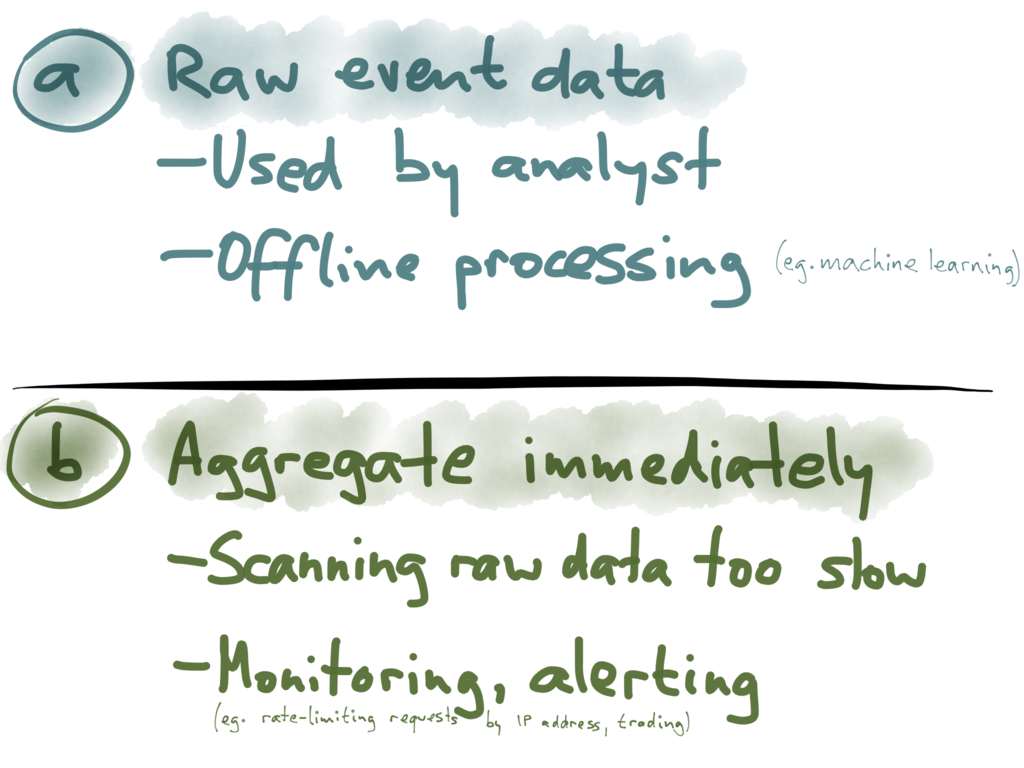 a Raw event data
- Used by analyst
- Offline processing (eg. machine learning)
b Aggregate immediately
- Scanning raw data too slow
- Monitoring, alerting
(eg. rate-limiting requests by IP address, trading)